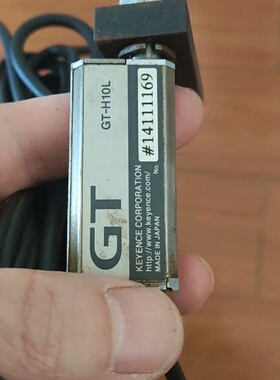 GT-H10L
GT
KEYENCE CORPORATION
http://www.keyence.com/
MADE IN JAPAN
No.
#14111169